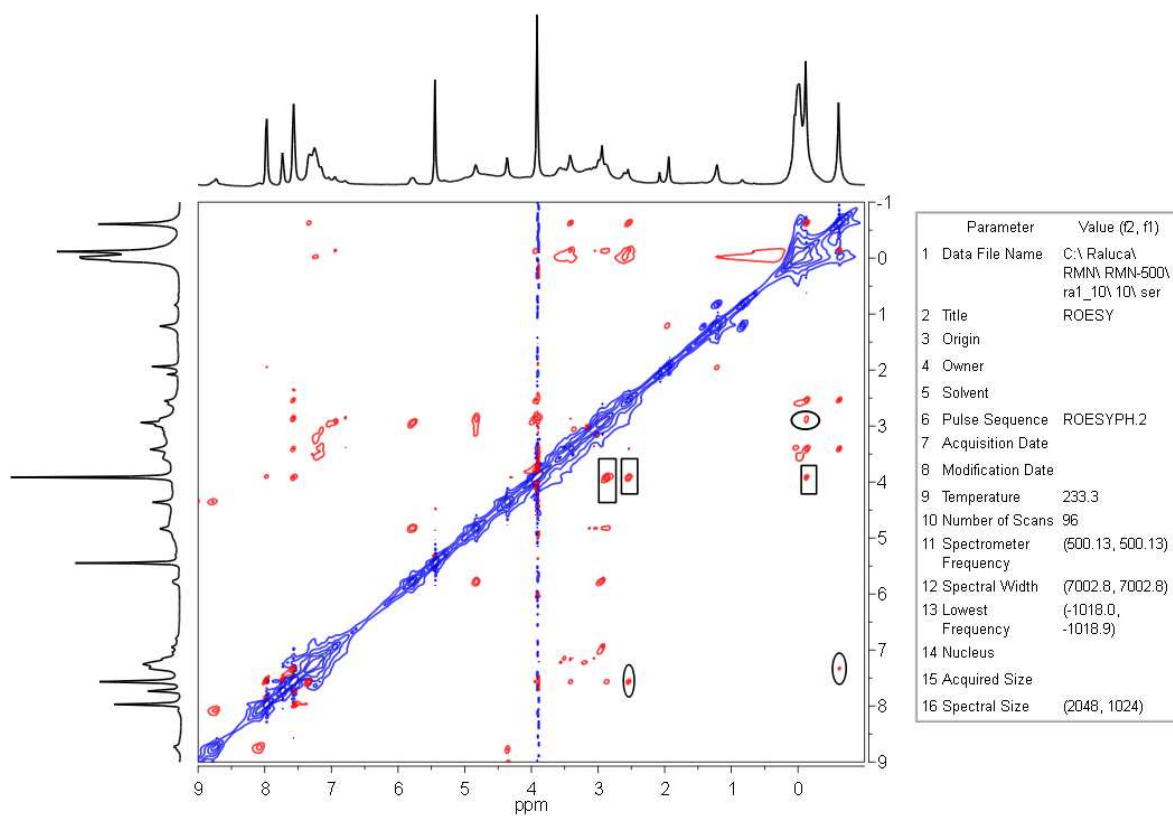 -1
0
1
2
3
4
5
6
7
8
9
9 8 7 6 5 4 3 2 1 0
ppm
Parameter Value (f2, f1)
1 Data File Name C:\ Raluca\
RMN\ RMN-500\
ra1_10\ 10\ ser
2 Title ROESY
3 Origin
4 Owner
5 Solvent
6 Pulse Sequence ROESYPH.2
7 Acquisition Date
8 Modification Date
9 Temperature 233.3
10 Number of Scans 96
11 Spectrometer (500.13, 500.13)
Frequency
12 Spectral Width (7002.8, 7002.8)
13 Lowest (-1018.0,
Frequency -1018.9)
14 Nucleus
15 Acquired Size
16 Spectral Size (2048, 1024)